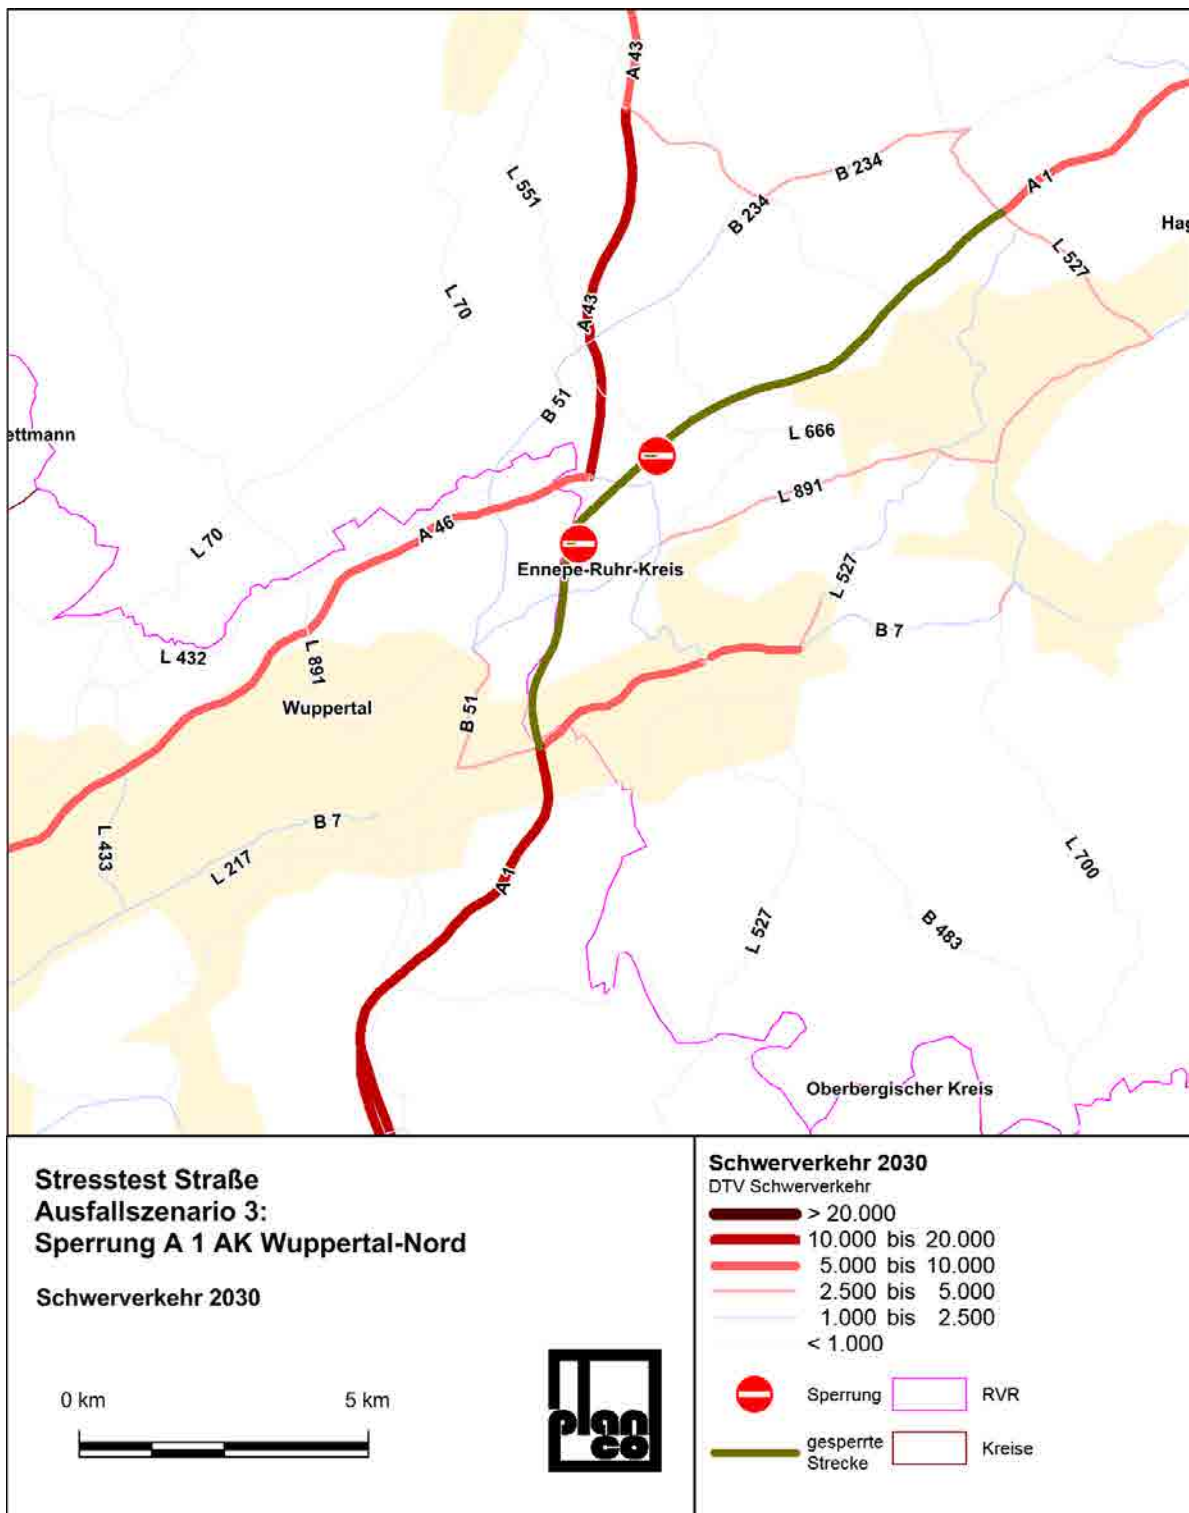 A 43
L 551
B 234
B 234
A 1
Hag
L 527
L 70
A 43
B 51
ettmann
L 666
L 891
A 46
L 70
Ennepe-Ruhr-Kreis
L 527
B 7
L 432
L 891
Wuppertal
B 51
B 7
L 433
L 217
A 1
L 700
L 527
B 483
Oberbergischer Kreis
Stresstest Straße
Ausfallszenario 3:
Sperrung A 1 AK Wuppertal-Nord
Schwerverkehr 2030
0 km 5 km
plan
co
Schwerverkehr 2030
DTV Schwerverkehr
> 20.000
10.000 bis 20.000
5.000 bis 10.000
2.500 bis 5.000
1.000 bis 2.500
< 1.000
Sperrung RVR
gesperrte
Strecke Kreise